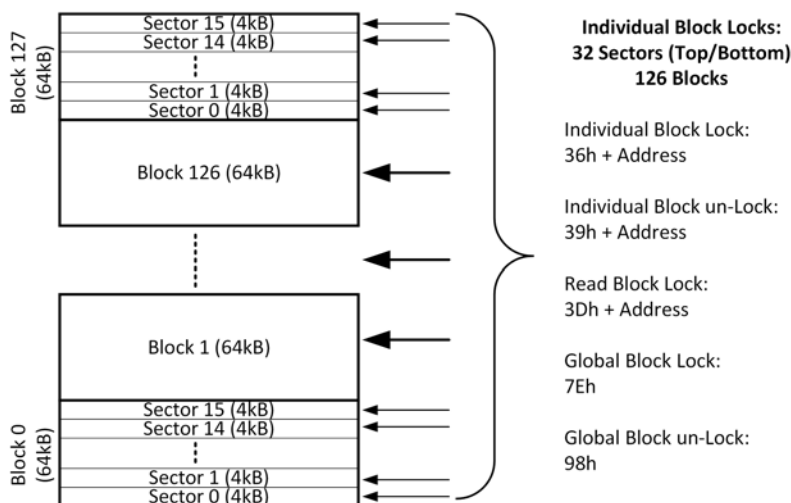 Block 127
(64kB)
Sector 15 (4kB)
Sector 14 (4kB)
Sector 1 (4kB)
Sector 0 (4kB)
Block 126 (64kB)
Block 1 (64kB)
Block 0
(64kB)
Sector 15 (4kB)
Sector 14 (4kB)
Sector 1 (4kB)
Sector 0 (4kB)
Individual Block Locks:
32 Sectors (Top/Bottom)
126 Blocks
Individual Block Lock:
36h + Address
Individual Block un-Lock:
39h + Address
Read Block Lock:
3Dh + Address
Global Block Lock:
7Eh
Global Block un-Lock:
98h